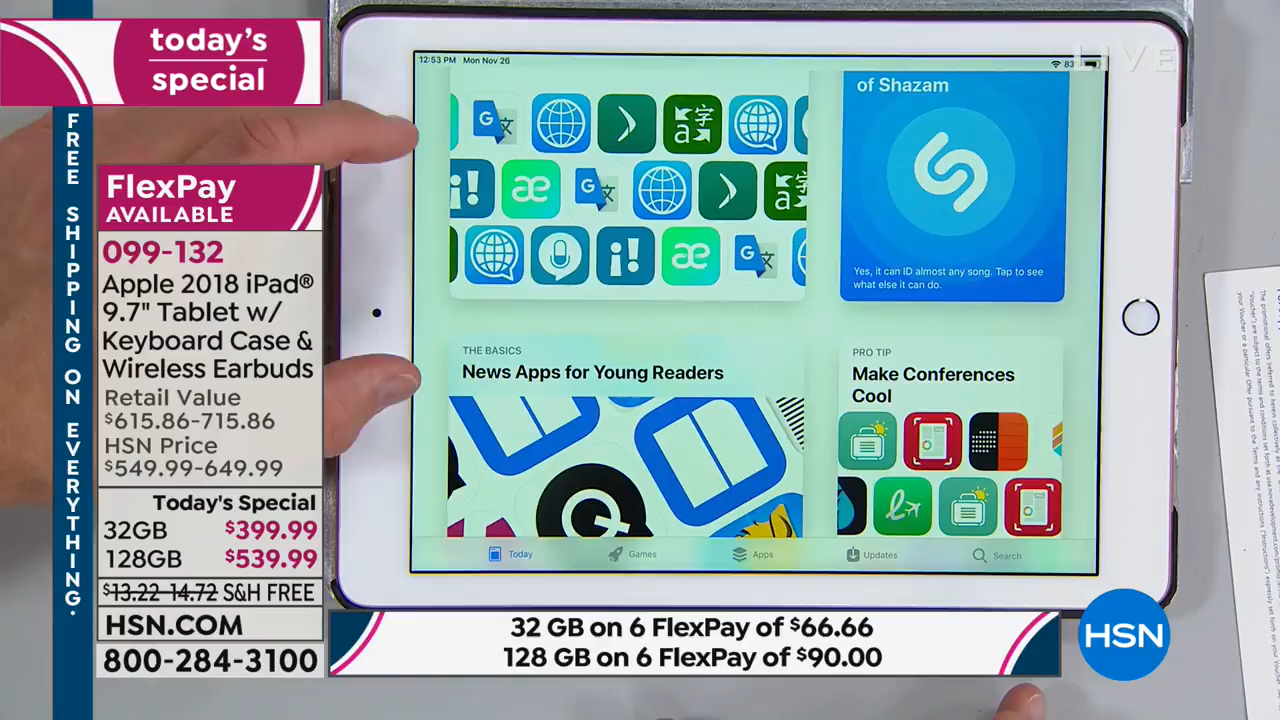 today's
special
FREE SHIPPING ON EVERYTHING.
FlexPay
AVAILABLE
099-132
Apple 2018 iPad®
9.7" Tablet w/
Keyboard Case &
Wireless Earbuds
Retail Value
$615.86-715.86
HSN Price
$549.99-649.99
Today's Special
32GB $399.99
128GB $539.99
$13.22-14.72 S&H FREE
HSN.COM
800-284-3100
LIVE
12:53 PM Mon Nov 26
83
of Shazam
Yes, it can ID almost any song. Tap to see
what else it can do.
THE BASICS
News Apps for Young Readers
PRO TIP
Make Conferences
Cool
Today Games Apps Updates Search
32 GB on 6 FlexPay of $66.66
128 GB on 6 FlexPay of $90.00
HSN